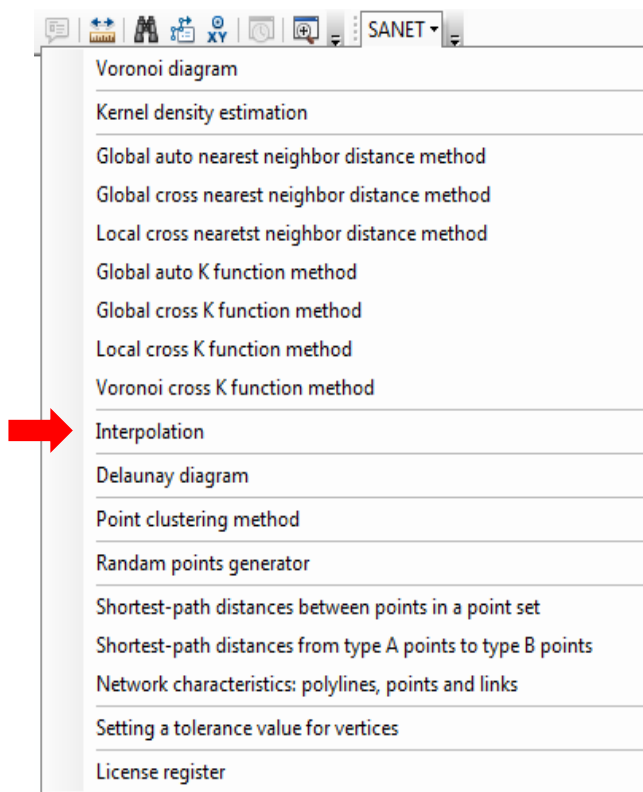 XY
SANET
Voronoi diagram
Kernel density estimation
Global auto nearest neighbor distance method
Global cross nearest neighbor distance method
Local cross nearetst neighbor distance method
Global auto K function method
Global cross K function method
Local cross K function method
Voronoi cross K function method
Interpolation
Delaunay diagram
Point clustering method
Randam points generator
Shortest-path distances between points in a point set
Shortest-path distances from type A points to type B points
Network characteristics: polylines, points and links
Setting a tolerance value for vertices
License register